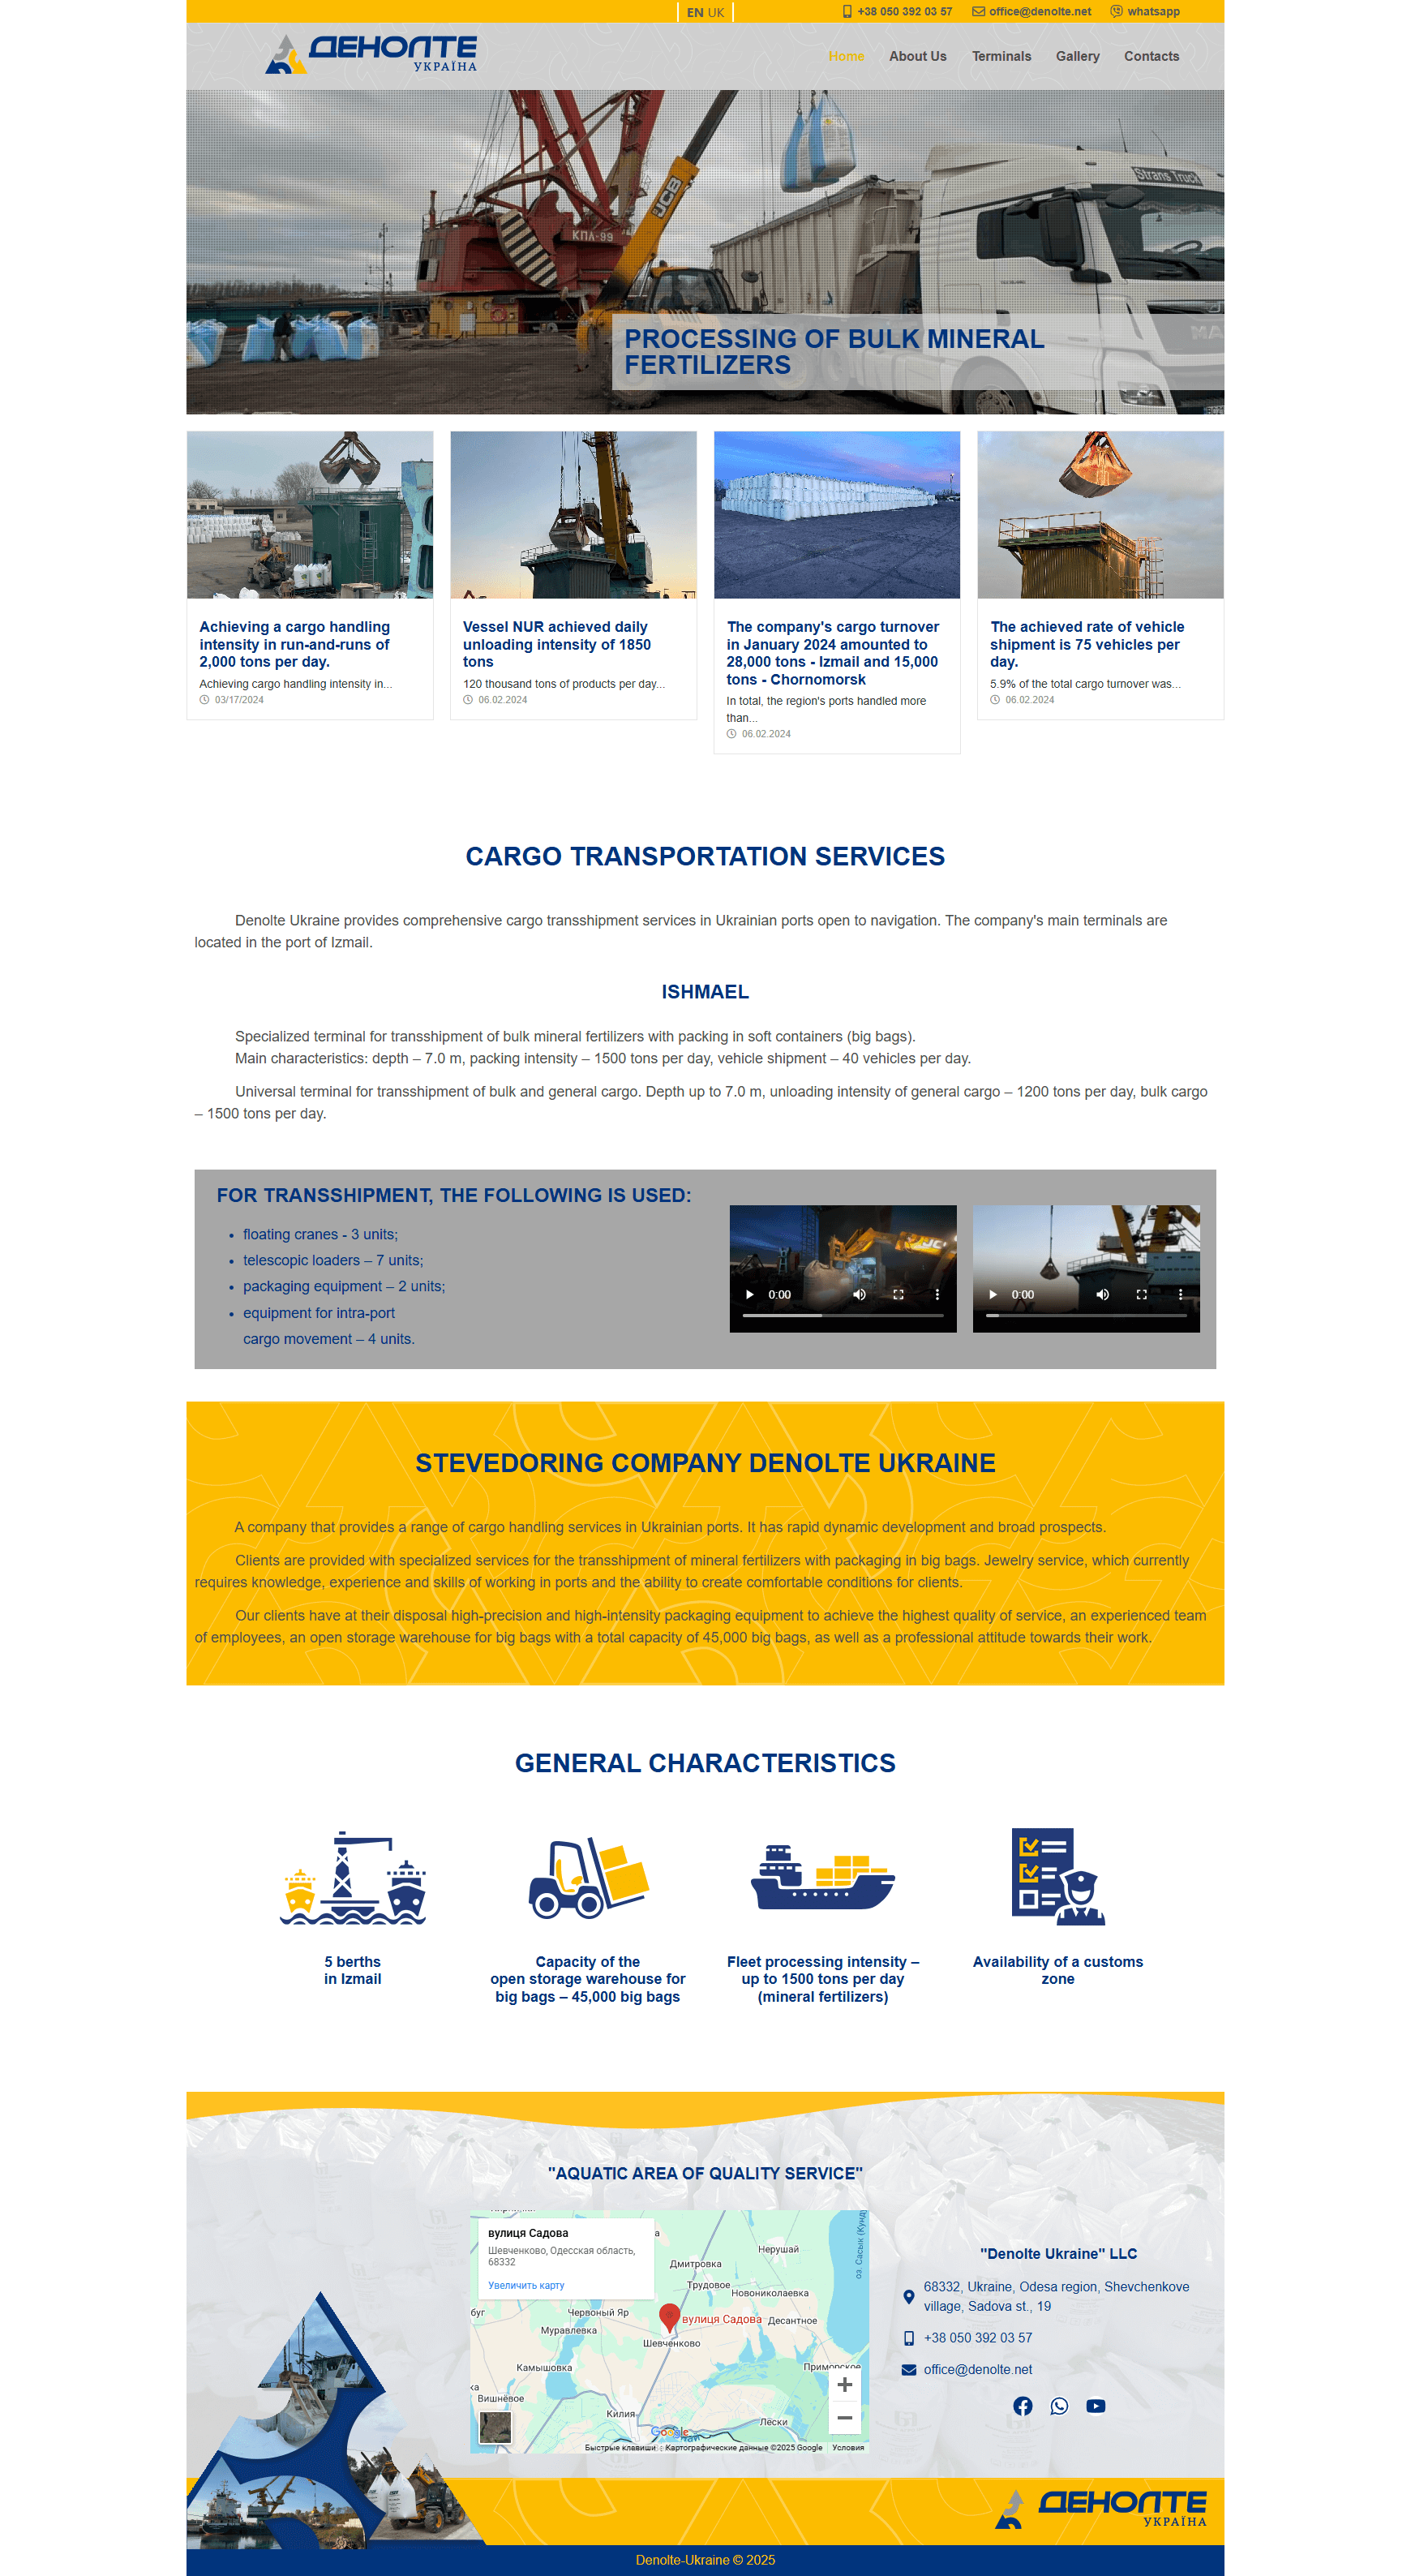 EN UK
+38 050 392 03 57
office@denolte.net
whatsapp
ДЕНОЛТЕ
УКРАЇНА
Home
About Us
Terminals
Gallery
Contacts
Strans Truck
JCB
КПЛ-99
MAN
PROCESSING OF BULK MINERAL
FERTILIZERS
Achieving a cargo handling
intensity in run-and-runs of
2,000 tons per day.
Achieving cargo handling intensity in...
03/17/2024
Vessel NUR achieved daily
unloading intensity of 1850
tons
120 thousand tons of products per day...
06.02.2024
The company's cargo turnover
in January 2024 amounted to
28,000 tons - Izmail and 15,000
tons - Chornomorsk
In total, the region's ports handled more
than...
06.02.2024
The achieved rate of vehicle
shipment is 75 vehicles per
day.
5.9% of the total cargo turnover was...
06.02.2024
CARGO TRANSPORTATION SERVICES
Denolte Ukraine provides comprehensive cargo transshipment services in Ukrainian ports open to navigation. The company's main terminals are
located in the port of Izmail.
ISHMAEL
Specialized terminal for transshipment of bulk mineral fertilizers with packing in soft containers (big bags).
Main characteristics: depth – 7.0 m, packing intensity – 1500 tons per day, vehicle shipment – 40 vehicles per day.
Universal terminal for transshipment of bulk and general cargo. Depth up to 7.0 m, unloading intensity of general cargo – 1200 tons per day, bulk cargo
– 1500 tons per day.
FOR TRANSSHIPMENT, THE FOLLOWING IS USED:
• floating cranes - 3 units;
• telescopic loaders – 7 units;
• packaging equipment – 2 units;
• equipment for intra-port
cargo movement – 4 units.
0:00
0:00
STEVEDORING COMPANY DENOLTE UKRAINE
A company that provides a range of cargo handling services in Ukrainian ports. It has rapid dynamic development and broad prospects.
Clients are provided with specialized services for the transshipment of mineral fertilizers with packaging in big bags. Jewelry service, which currently
requires knowledge, experience and skills of working in ports and the ability to create comfortable conditions for clients.
Our clients have at their disposal high-precision and high-intensity packaging equipment to achieve the highest quality of service, an experienced team
of employees, an open storage warehouse for big bags with a total capacity of 45,000 big bags, as well as a professional attitude towards their work.
GENERAL CHARACTERISTICS
5 berths
in Izmail
Capacity of the
open storage warehouse for
big bags – 45,000 big bags
Fleet processing intensity –
up to 1500 tons per day
(mineral fertilizers)
Availability of a customs
zone
"AQUATIC AREA OF QUALITY SERVICE"
вулиця Садова
Шевченково, Одесская область,
68332
Увеличить карту
Нерушай
Дмитровка
Трудовое
Новониколаевка
Червоный Яр
вулиця Садова
Десантное
Муравлевка
Шевченково
Камышовка
Приморское
Вишнёвое
Килия
Лёски
Google
Быстрые клавиши
Картографические данные ©2025 Google
Условия
"Denolte Ukraine" LLC
68332, Ukraine, Odesa region, Shevchenkove
village, Sadova st., 19
+38 050 392 03 57
office@denolte.net
ДЕНОЛТЕ
УКРАЇНА
Denolte-Ukraine © 2025